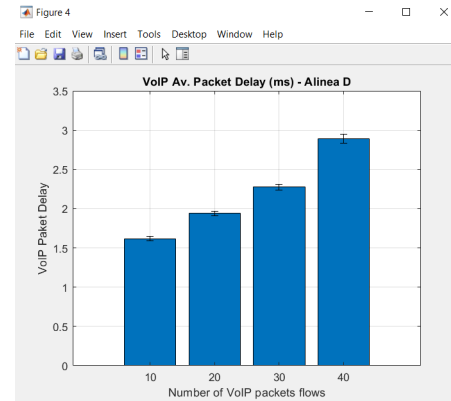 Figure 4
File Edit View Insert Tools Desktop Window Help
VoIP Av. Packet Delay (ms) - Alinea D
3.5
3
2.5
2
1.5
1
0.5
0
VoIP Paket Delay
10 20 30 40
Number of VoIP packets flows